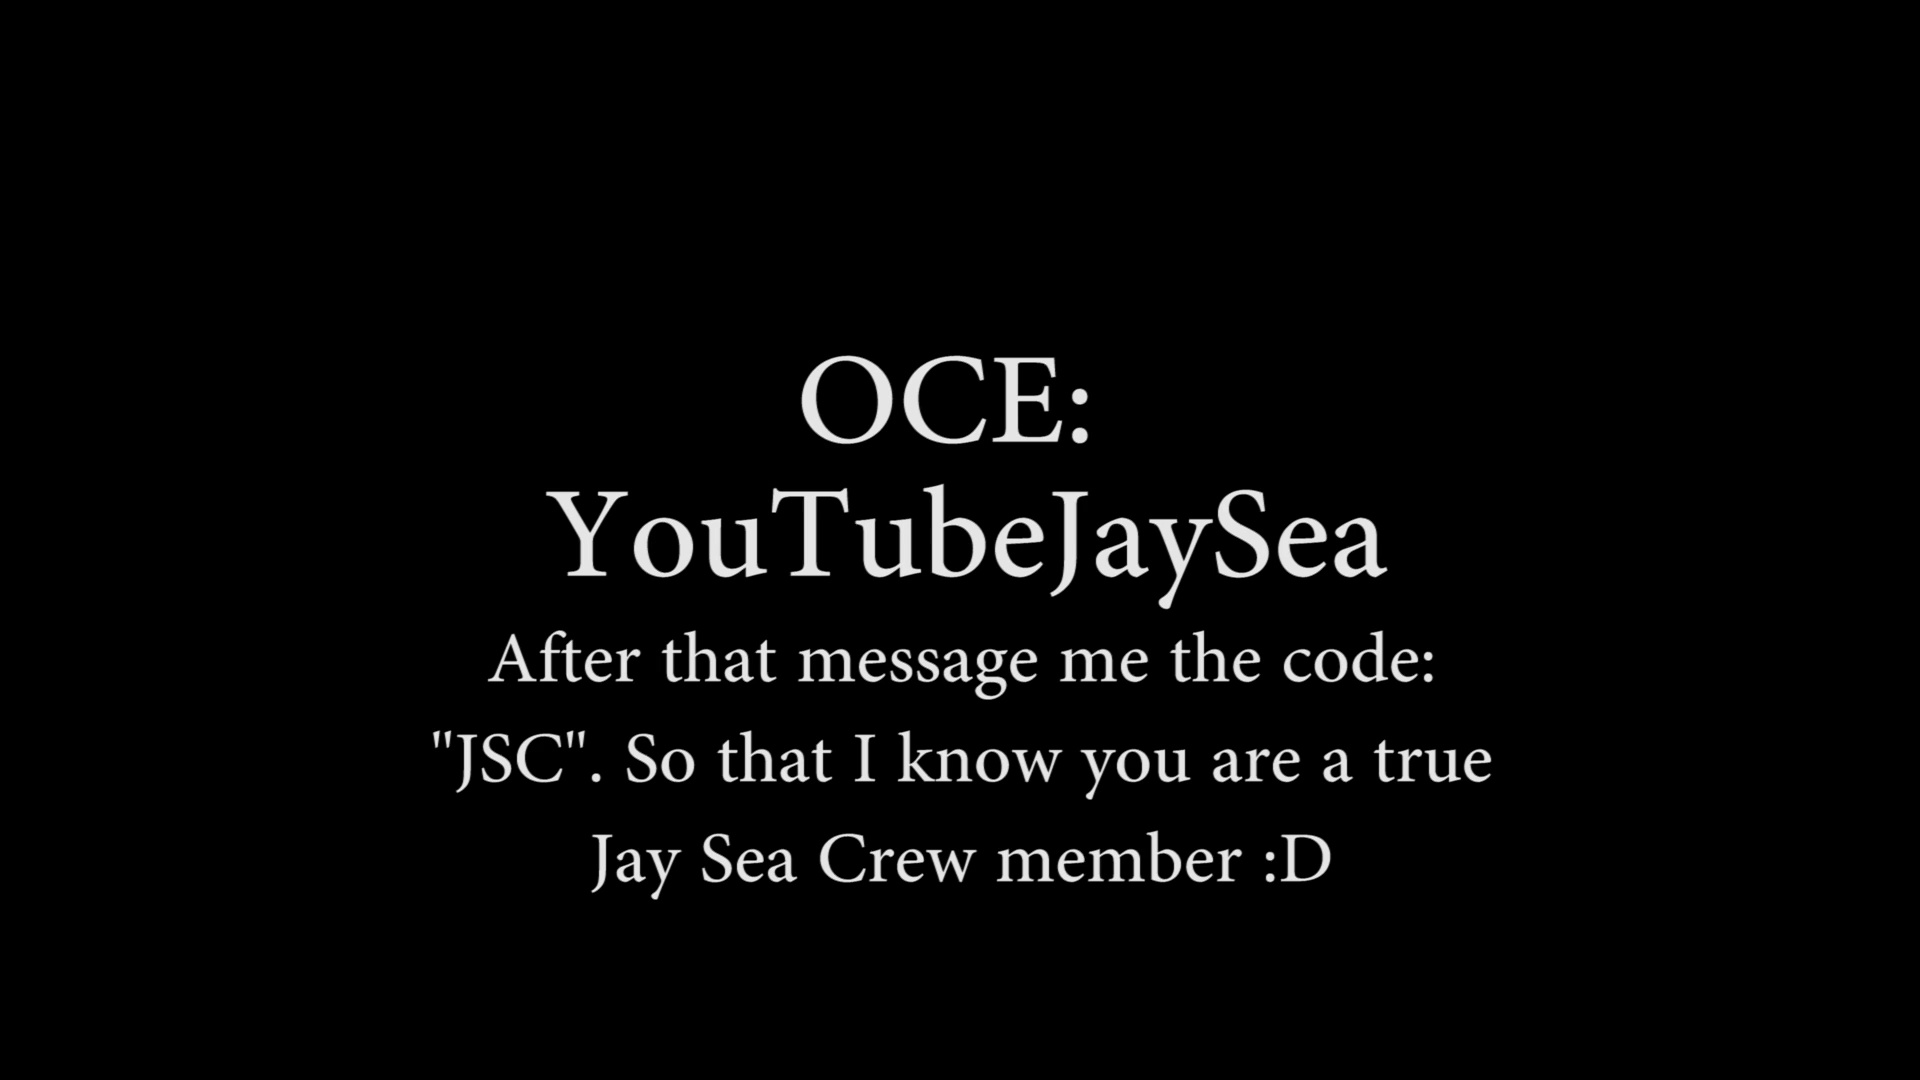 OCE:
YouTubeJaySea
After that message me the code:
"JSC". So that I know you are a true
Jay Sea Crew member :D